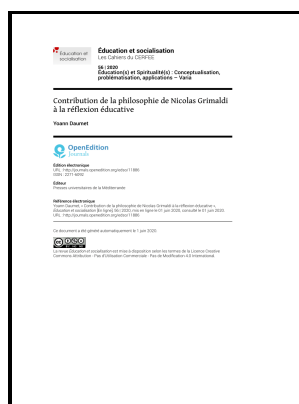 Éducation et
socialisation
Éducation et socialisation
Les Cahiers du CERFEE
56 | 2020
Éducation(s) et Spiritualité(s) : Conceptualisation,
problématisation, applications – Varia
Contribution de la philosophie de Nicolas Grimaldi
à la réflexion éducative
Yoann Daumet
OpenEdition
Journals
Édition électronique
URL : http://journals.openedition.org/edso/11880
ISSN : 2271-6092
Éditeur
Presses universitaires de la Méditerranée
Référence électronique
Yoann Daumet, « Contribution de la philosophie de Nicolas Grimaldi à la réflexion éducative »,
Éducation et socialisation [En ligne], 56 | 2020, mis en ligne le 01 juin 2020, consulté le 01 juin 2020.
URL : http://journals.openedition.org/edso/11880
Ce document a été généré automatiquement le 1 juin 2020.
La revue Éducation et socialisation est mise à disposition selon les termes de la Licence Creative
Commons Attribution - Pas d'Utilisation Commerciale - Pas de Modification 4.0 International.